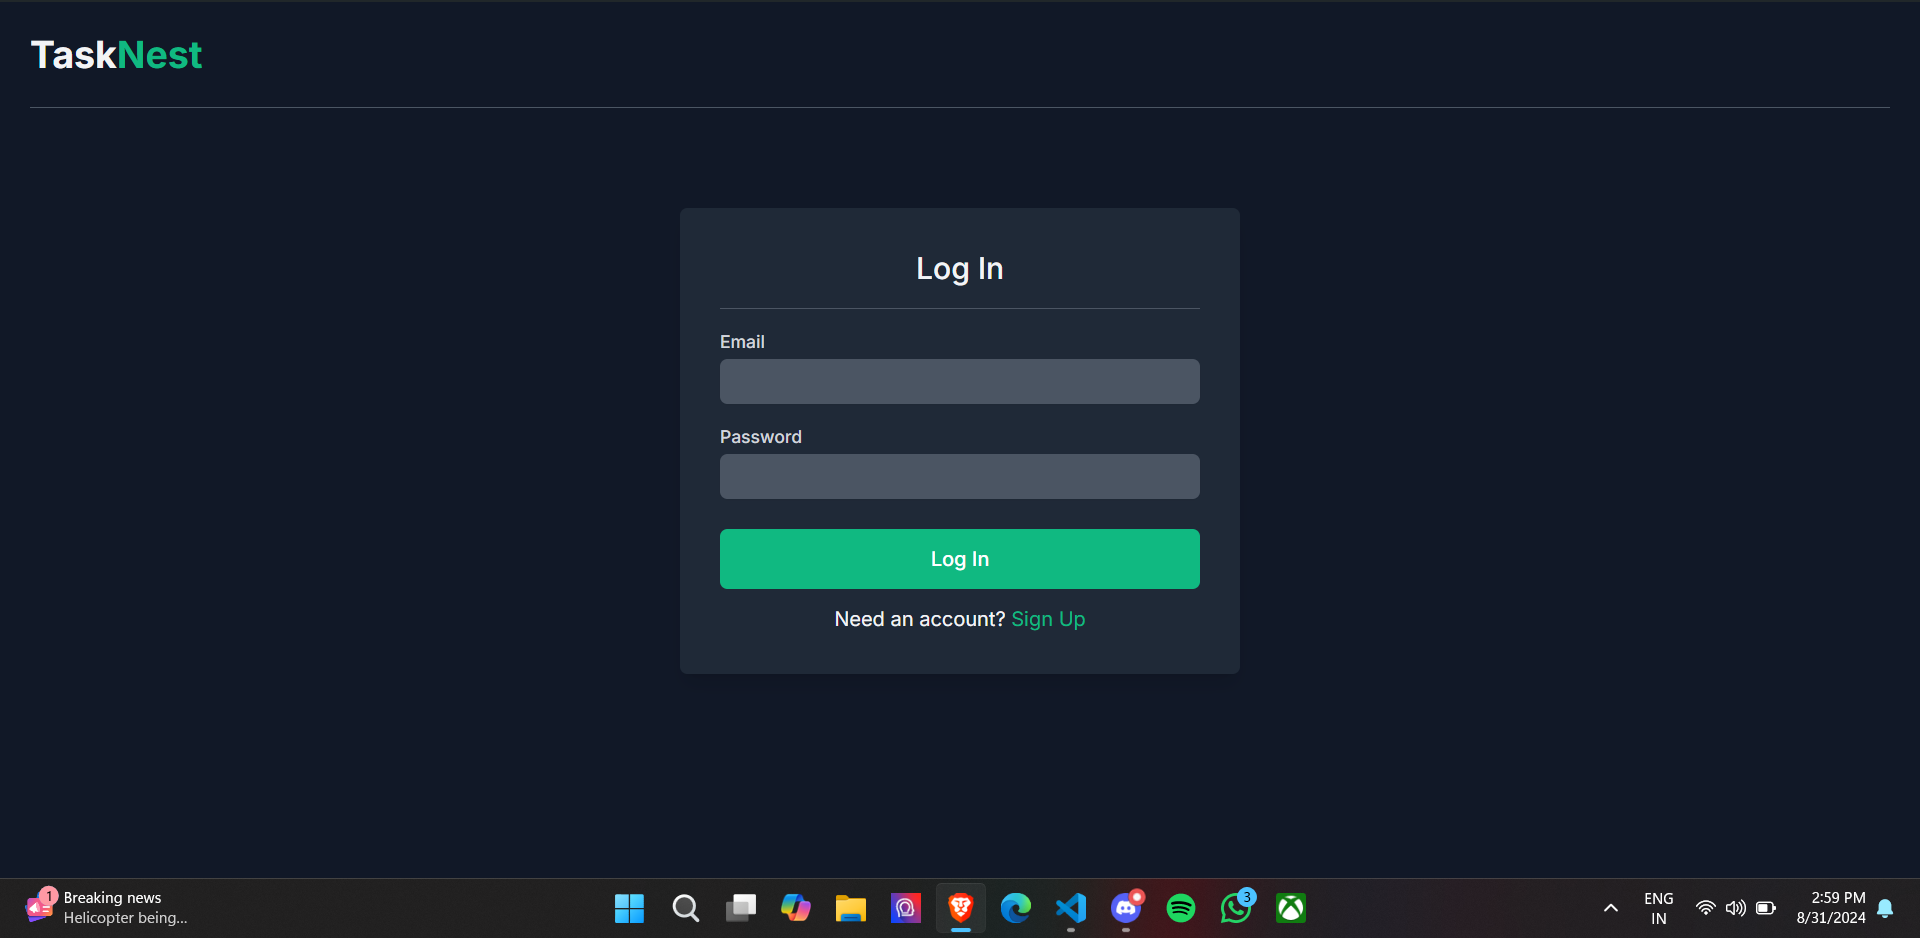 TaskNest
Log In
Email
Password
Log In
Need an account? Sign Up
1
Breaking news
Helicopter being...
3
ENG
IN
2:59 PM
8/31/2024